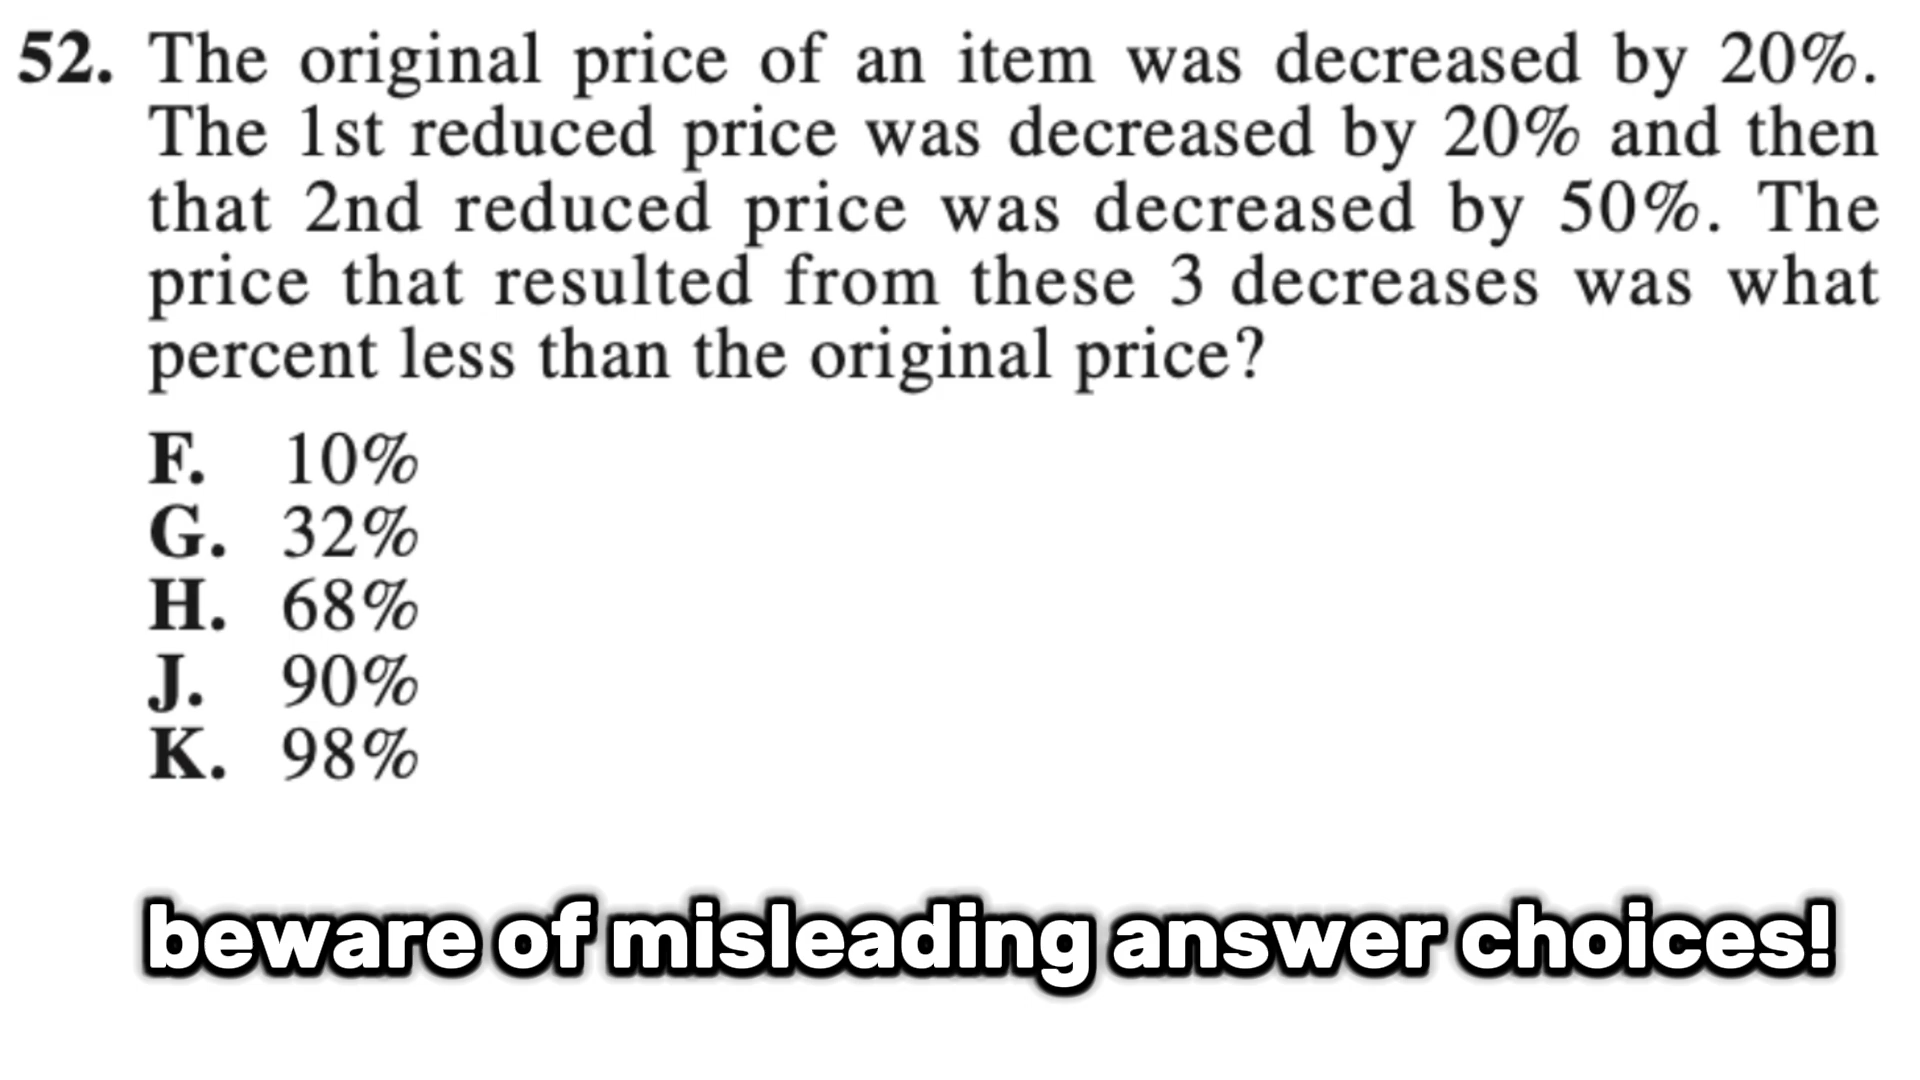 52. The original price of an item was decreased by 20%.
The 1st reduced price was decreased by 20% and then
that 2nd reduced price was decreased by 50%. The
price that resulted from these 3 decreases was what
percent less than the original price?
F. 10%
G. 32%
H. 68%
J. 90%
K. 98%
beware of misleading answer choices!